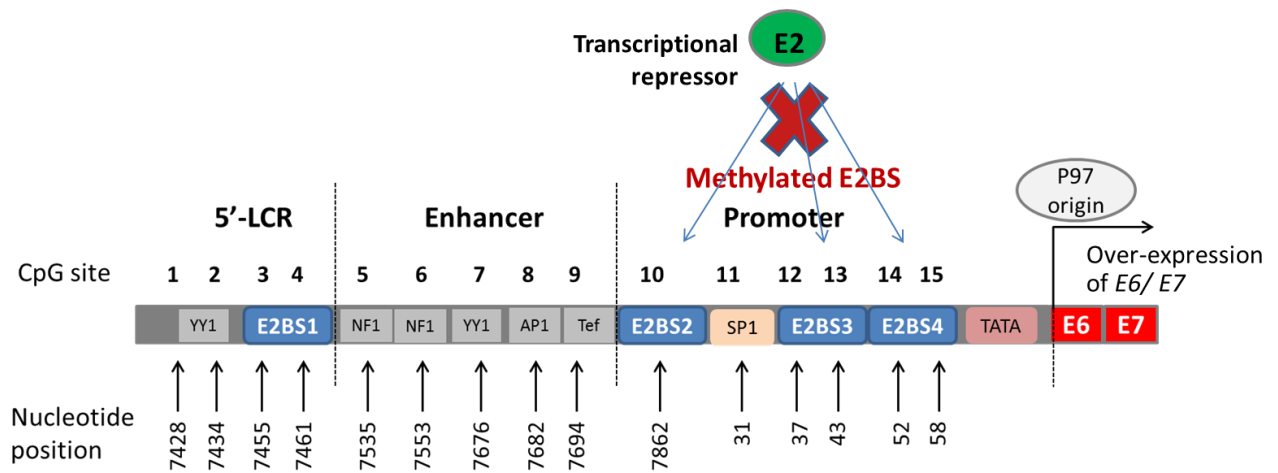 Transcriptional
repressor
E2
Methylated E2BS
P97
origin
5’-LCR
Enhancer
Promoter
Over-expression
of E6/ E7
CpG site 1 2 3 4 5 6 7 8 9 10 11 12 13 14 15
YY1 E2BS1 NF1 NF1 YY1 AP1 Tef E2BS2 SP1 E2BS3 E2BS4 TATA E6 E7
Nucleotide
position
7428 7434 7455 7461 7535 7553 7676 7682 7694 7862 31 37 43 52 58